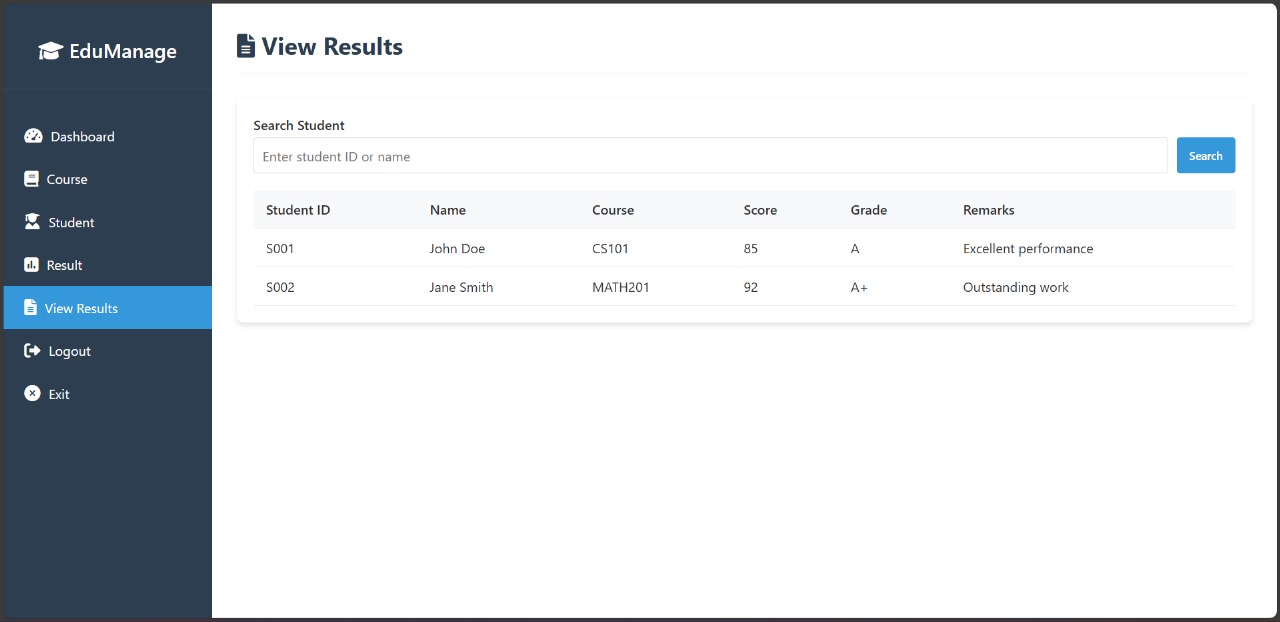 EduManage
Dashboard
Course
Student
Result
View Results
Logout
Exit
View Results
Search Student
Enter student ID or name
Search
Student ID Name Course Score Grade Remarks
S001 John Doe CS101 85 A Excellent performance
S002 Jane Smith MATH201 92 A+ Outstanding work